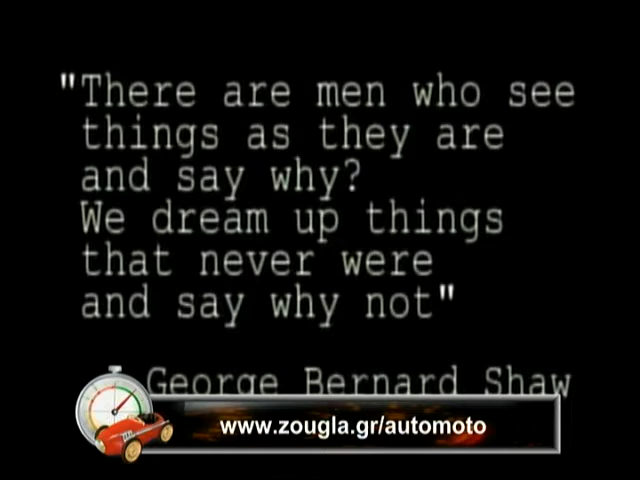 "There are men who see
things as they are
and say why?
We dream up things
that never were
and say why not"
George Bernard Shaw
www.zougla.gr/automoto